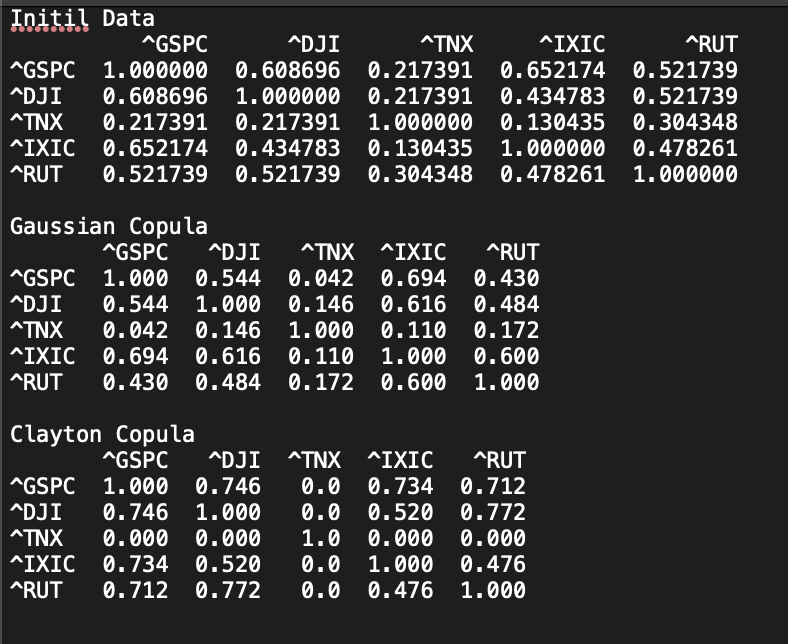 Initil Data
^GSPC ^DJI ^TNX ^IXIC ^RUT
^GSPC 1.000000 0.608696 0.217391 0.652174 0.521739
^DJI 0.608696 1.000000 0.217391 0.434783 0.521739
^TNX 0.217391 0.217391 1.000000 0.130435 0.304348
^IXIC 0.652174 0.434783 0.130435 1.000000 0.478261
^RUT 0.521739 0.521739 0.304348 0.478261 1.000000
Gaussian Copula
^GSPC ^DJI ^TNX ^IXIC ^RUT
^GSPC 1.000 0.544 0.042 0.694 0.430
^DJI 0.544 1.000 0.146 0.616 0.484
^TNX 0.042 0.146 1.000 0.110 0.172
^IXIC 0.694 0.616 0.110 1.000 0.600
^RUT 0.430 0.484 0.172 0.600 1.000
Clayton Copula
^GSPC ^DJI ^TNX ^IXIC ^RUT
^GSPC 1.000 0.746 0.0 0.734 0.712
^DJI 0.746 1.000 0.0 0.520 0.772
^TNX 0.000 0.000 1.0 0.000 0.000
^IXIC 0.734 0.520 0.0 1.000 0.476
^RUT 0.712 0.772 0.0 0.476 1.000